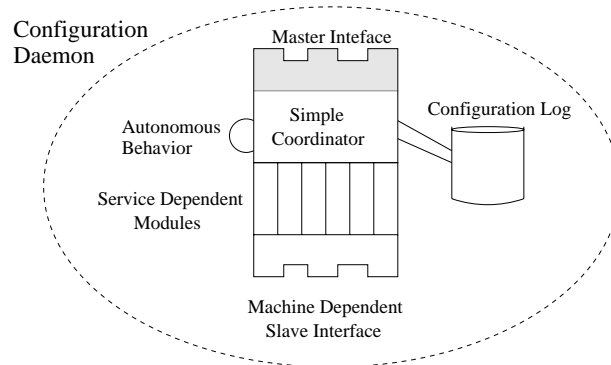 Configuration
Daemon
Master Inteface
Simple
Coordinator
Configuration Log
Autonomous
Behavior
Service Dependent
Modules
Machine Dependent
Slave Interface